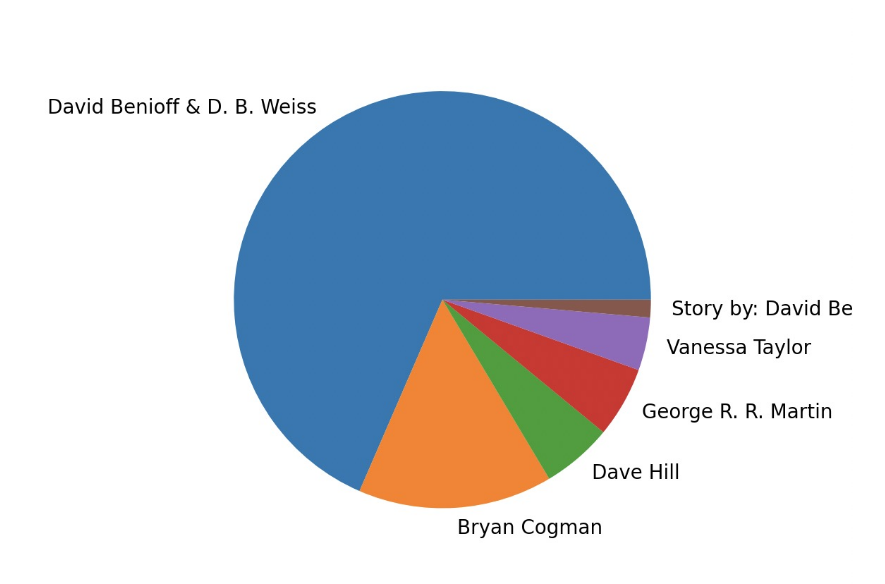 David Benioff & D. B. Weiss
Story by: David Be
Vanessa Taylor
George R. R. Martin
Dave Hill
Bryan Cogman